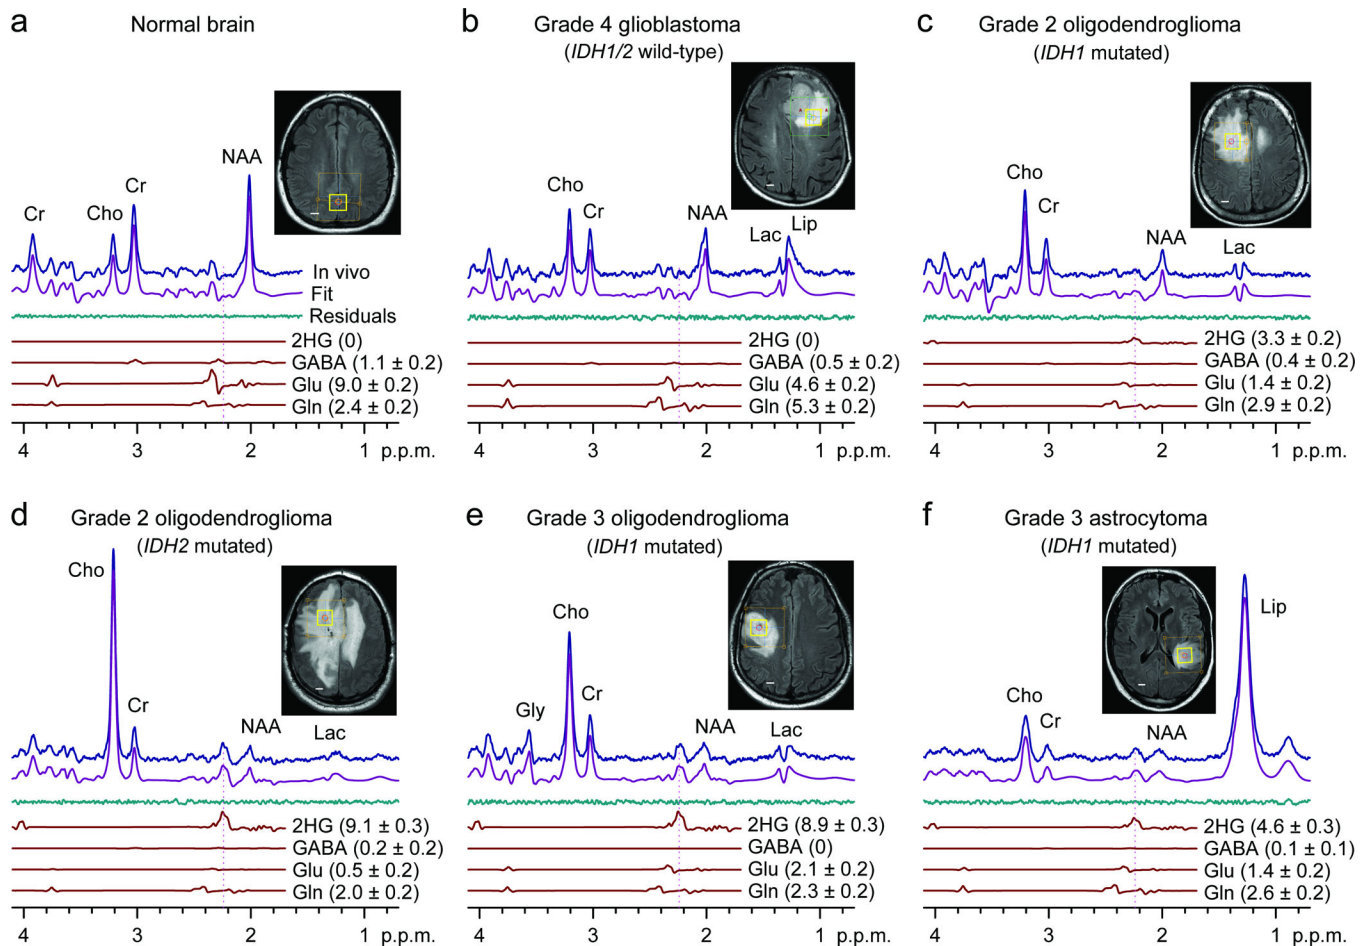 a Normal brain
Cr
Cho
Cr
NAA
In vivo
Fit
Residuals
2HG (0)
GABA (1.1 ± 0.2)
Glu (9.0 ± 0.2)
Gln (2.4 ± 0.2)
4 3 2 1 p.p.m.
b Grade 4 glioblastoma
(IDH1/2 wild-type)
Cho
Cr
NAA
Lac
Lip
2HG (0)
GABA (0.5 ± 0.2)
Glu (4.6 ± 0.2)
Gln (5.3 ± 0.2)
4 3 2 1 p.p.m.
c Grade 2 oligodendroglioma
(IDH1 mutated)
Cho
Cr
NAA
Lac
2HG (3.3 ± 0.2)
GABA (0.4 ± 0.2)
Glu (1.4 ± 0.2)
Gln (2.9 ± 0.2)
4 3 2 1 p.p.m.
d Grade 2 oligodendroglioma
(IDH2 mutated)
Cho
Cr
NAA
Lac
2HG (9.1 ± 0.3)
GABA (0.2 ± 0.2)
Glu (0.5 ± 0.2)
Gln (2.0 ± 0.2)
4 3 2 1 p.p.m.
e Grade 3 oligodendroglioma
(IDH1 mutated)
Gly
Cho
Cr
NAA
Lac
2HG (8.9 ± 0.3)
GABA (0)
Glu (2.1 ± 0.2)
Gln (2.3 ± 0.2)
4 3 2 1 p.p.m.
f Grade 3 astrocytoma
(IDH1 mutated)
Cho
Cr
NAA
Lip
2HG (4.6 ± 0.3)
GABA (0.1 ± 0.1)
Glu (1.4 ± 0.2)
Gln (2.6 ± 0.2)
4 3 2 1 p.p.m.